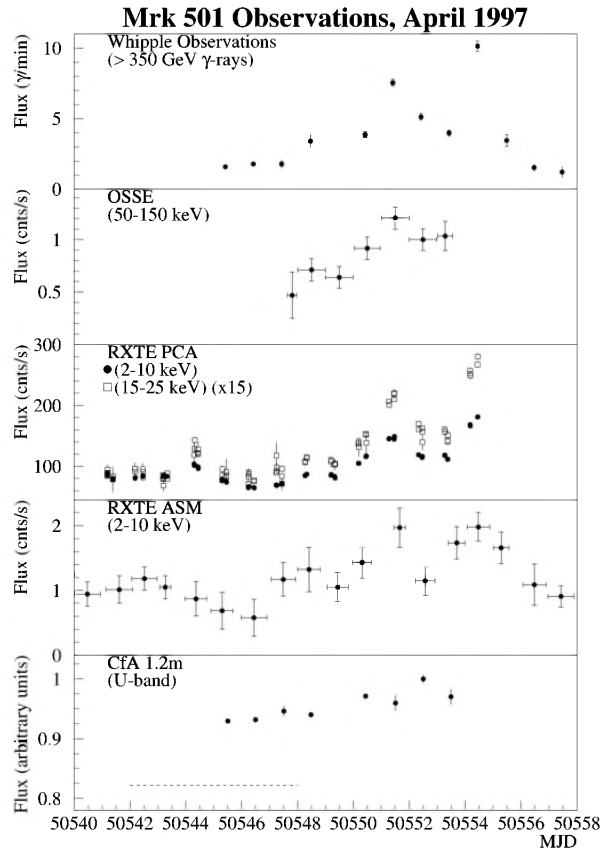 Mrk 501 Observations, April 1997
Flux (γ/min)
10
5
0
Whipple Observations
(> 350 GeV γ-rays)
Flux (cnts/s)
1
0.5
OSSE
(50-150 keV)
Flux (cnts/s)
300
200
100
RXTE PCA
(2-10 keV)
(15-25 keV) (x15)
Flux (cnts/s)
2
1
0
RXTE ASM
(2-10 keV)
Flux (arbitrary units)
1
0.9
0.8
CfA 1.2m
(U-band)
50540 50542 50544 50546 50548 50550 50552 50554 50556 50558
MJD